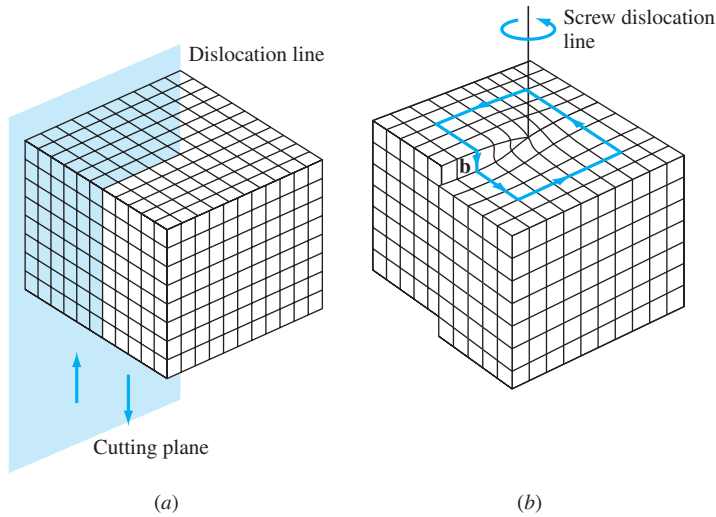 Dislocation line
Screw dislocation
line
b
Cutting plane
(a)
(b)